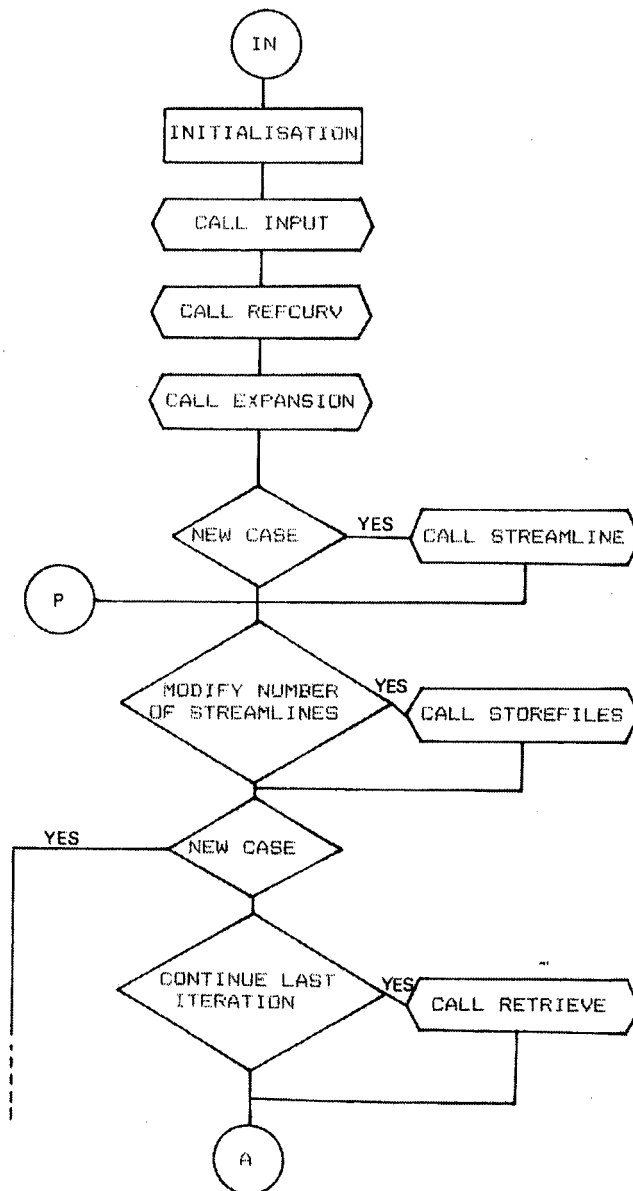 IN
INITIALISATION
CALL INPUT
CALL REFCURV
CALL EXPANSION
NEW CASE
YES
CALL STREAMLINE
P
MODIFY NUMBER
OF STREAMLINES
YES
CALL STOREFILES
YES
NEW CASE
CONTINUE LAST
ITERATION
YES
CALL RETRIEVE
A